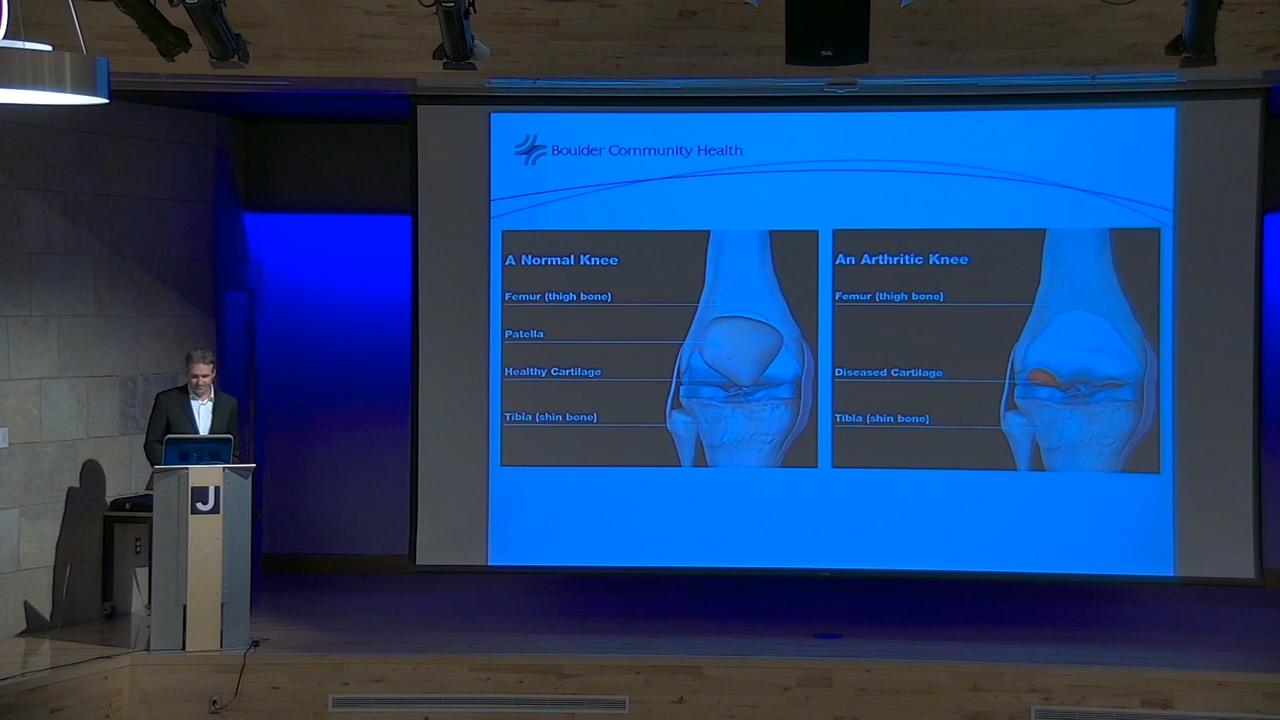 Boulder Community Health
A Normal Knee
Femur (thigh bone)
Patella
Healthy Cartilage
Tibia (shin bone)
An Arthritic Knee
Femur (thigh bone)
Diseased Cartilage
Tibia (shin bone)
J